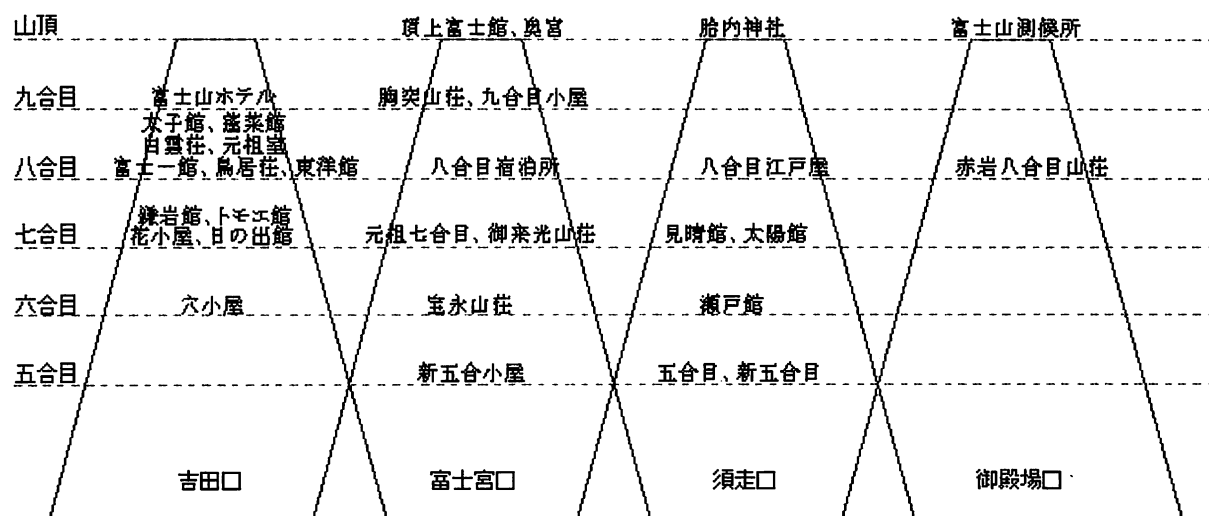 山頂 頂上富士館、奥宮 胎内神社 富士山測候所
九合目 富士山ホテル 胸突山荘、九合目小屋
太子館、蓬莱館
白雲荘、元祖室
八合目 富士一館、鳥居荘、東洋館 八合目宿泊所 八合目江戸屋 赤岩八合目山荘
鎌岩館、トモエ館
七合目 花小屋、日の出館 元祖七合目、御来光山荘 見晴館、太陽館
六合目 穴小屋 宝永山荘 瀬戸館
五合目 新五合小屋 五合目、新五合目
吉田口 富士宮口 須走口 御殿場口